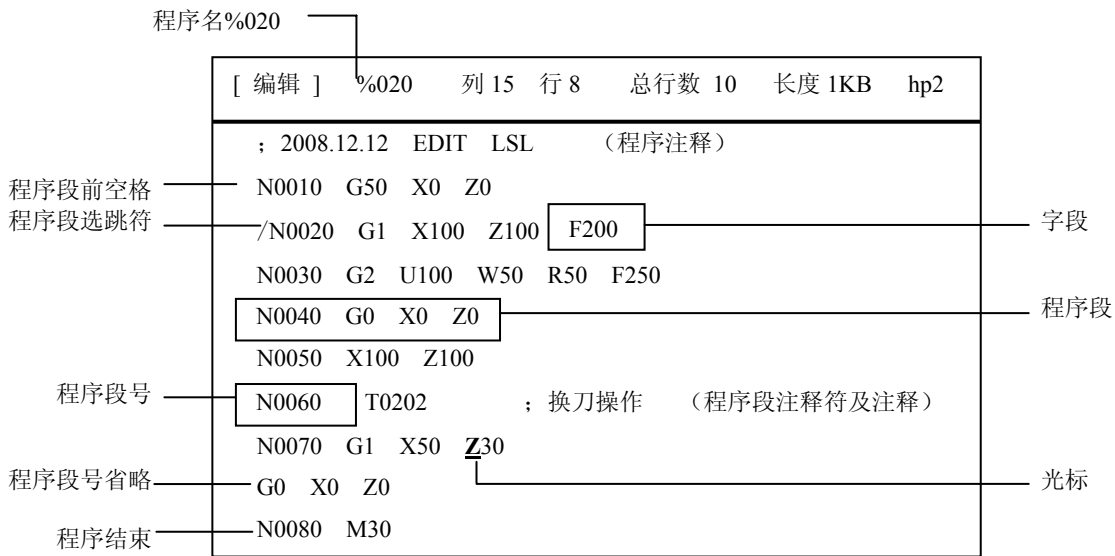 程序名%020
[ 编辑 ] %020 列 15 行 8 总行数 10 长度 1KB hp2
; 2008.12.12 EDIT LSL （程序注释）
程序段前空格 N0010 G50 X0 Z0
程序段选跳符 /N0020 G1 X100 Z100 F200 字段
N0030 G2 U100 W50 R50 F250
N0040 G0 X0 Z0 程序段
N0050 X100 Z100
程序段号 N0060 T0202 ；换刀操作 （程序段注释符及注释）
N0070 G1 X50 Z30
程序段号省略 G0 X0 Z0 光标
程序结束 N0080 M30